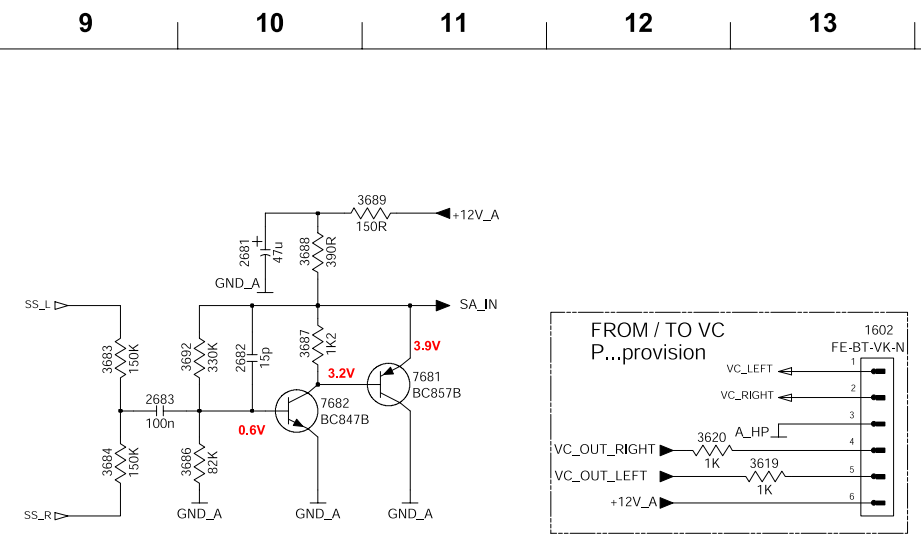 9 10 11 12 13
3689
150R
+12V_A
2681
+
47u
3688
390R
GND_A
SS_L
SA_IN
3683
150K
3692
330K
2682
15p
3687
1K2
3.9V
3.2V
7681
BC857B
2683
100n
7682
BC847B
0.6V
3684
150K
3686
82K
SS_R
GND_A
GND_A
GND_A
FROM / TO VC
P...provision
1602
FE-BT-VK-N
VC_LEFT
1
VC_RIGHT
2
A_HP
3
VC_OUT_RIGHT
3620
1K
4
VC_OUT_LEFT
3619
1K
5
+12V_A
6